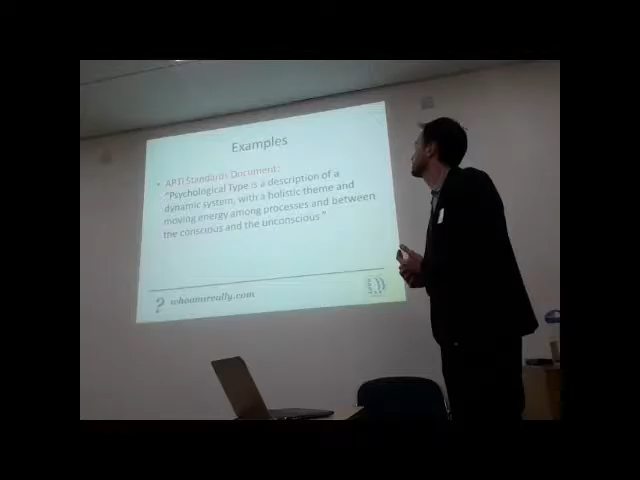 Examples
• APTi Standards Document:
"Psychological Type is a description of a
dynamic system, with a holistic theme and
moving energy among processes and between
the conscious and the unconscious"
? whoamireally.com